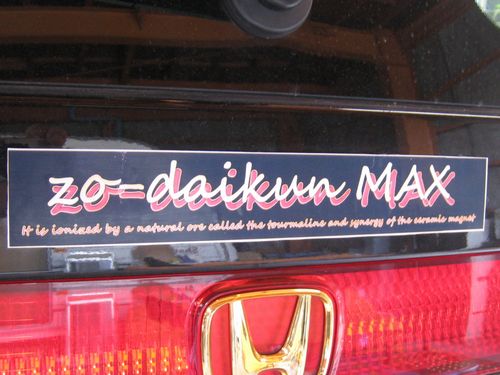 zo-daikun MAX
It is ionized by a natural ore called the tourmaline and synergy of the ceramic magnet